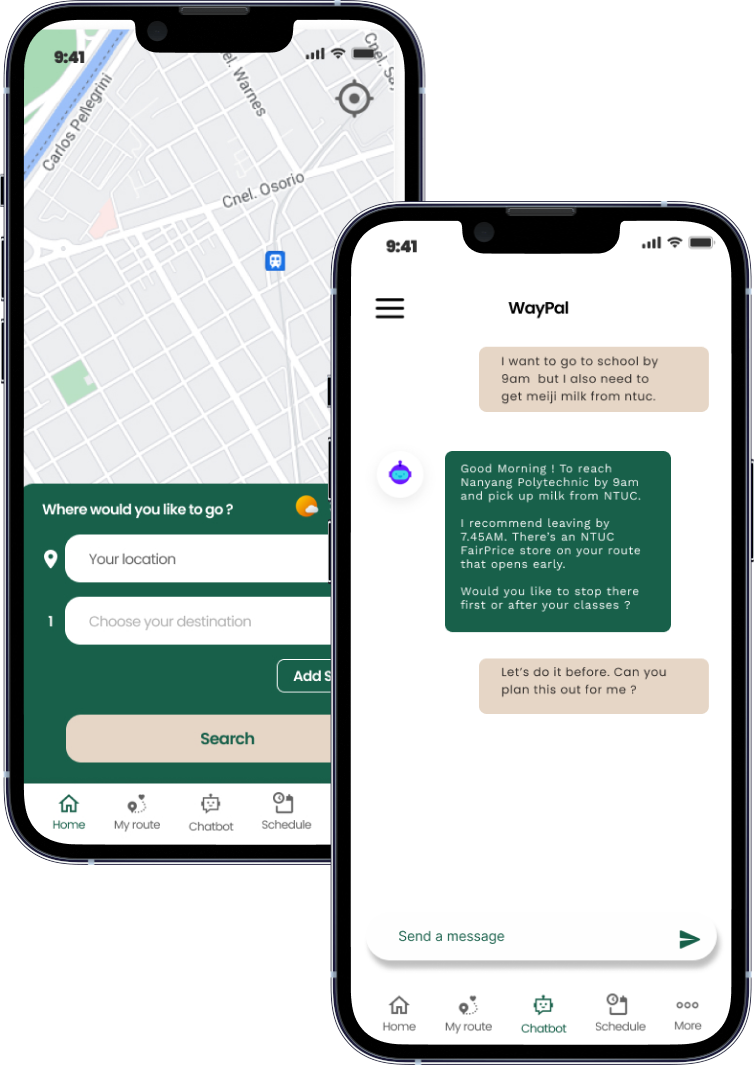 9:41
Carlos Pellegrini
el. Warnes
Cnel. Sa
Cnel. Osorio
Where would you like to go ?
Your location
1
Choose your destination
Add S
Search
Home
My route
Chatbot
Schedule
9:41
WayPal
I want to go to school by
9am but I also need to
get meiji milk from ntuc.
Good Morning ! To reach
Nanyang Polytechnic by 9am
and pick up milk from NTUC.
I recommend leaving by
7.45AM. There's an NTUC
FairPrice store on your route
that opens early.
Would you like to stop there
first or after your classes ?
Let's do it before. Can you
plan this out for me ?
Send a message
Home
My route
Chatbot
Schedule
More